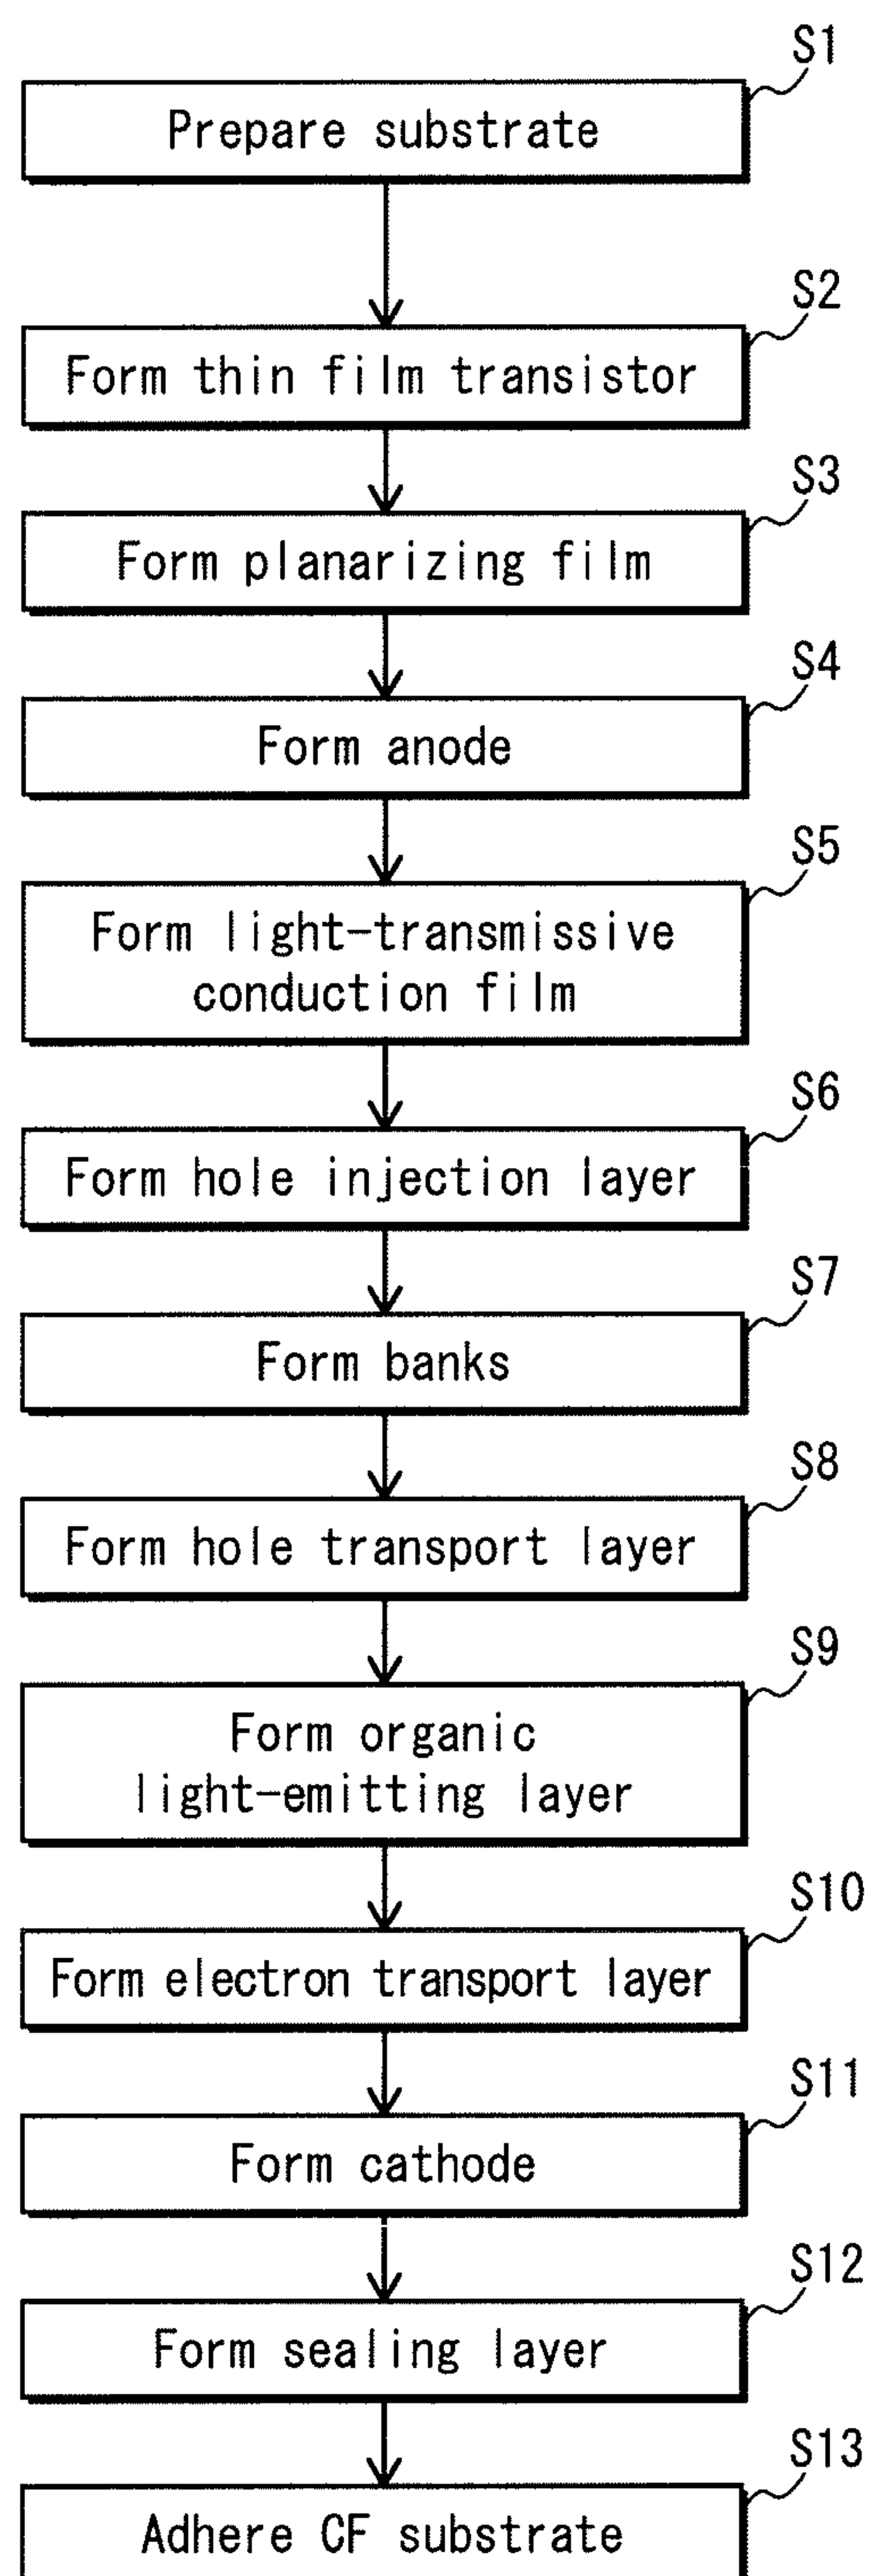 S1
Prepare substrate
S2
Form thin film transistor
S3
Form planarizing film
S4
Form anode
S5
Form light-transmissive
conduction film
S6
Form hole injection layer
S7
Form banks
S8
Form hole transport layer
S9
Form organic
light-emitting layer
S10
Form electron transport layer
S11
Form cathode
S12
Form sealing layer
S13
Adhere CF substrate